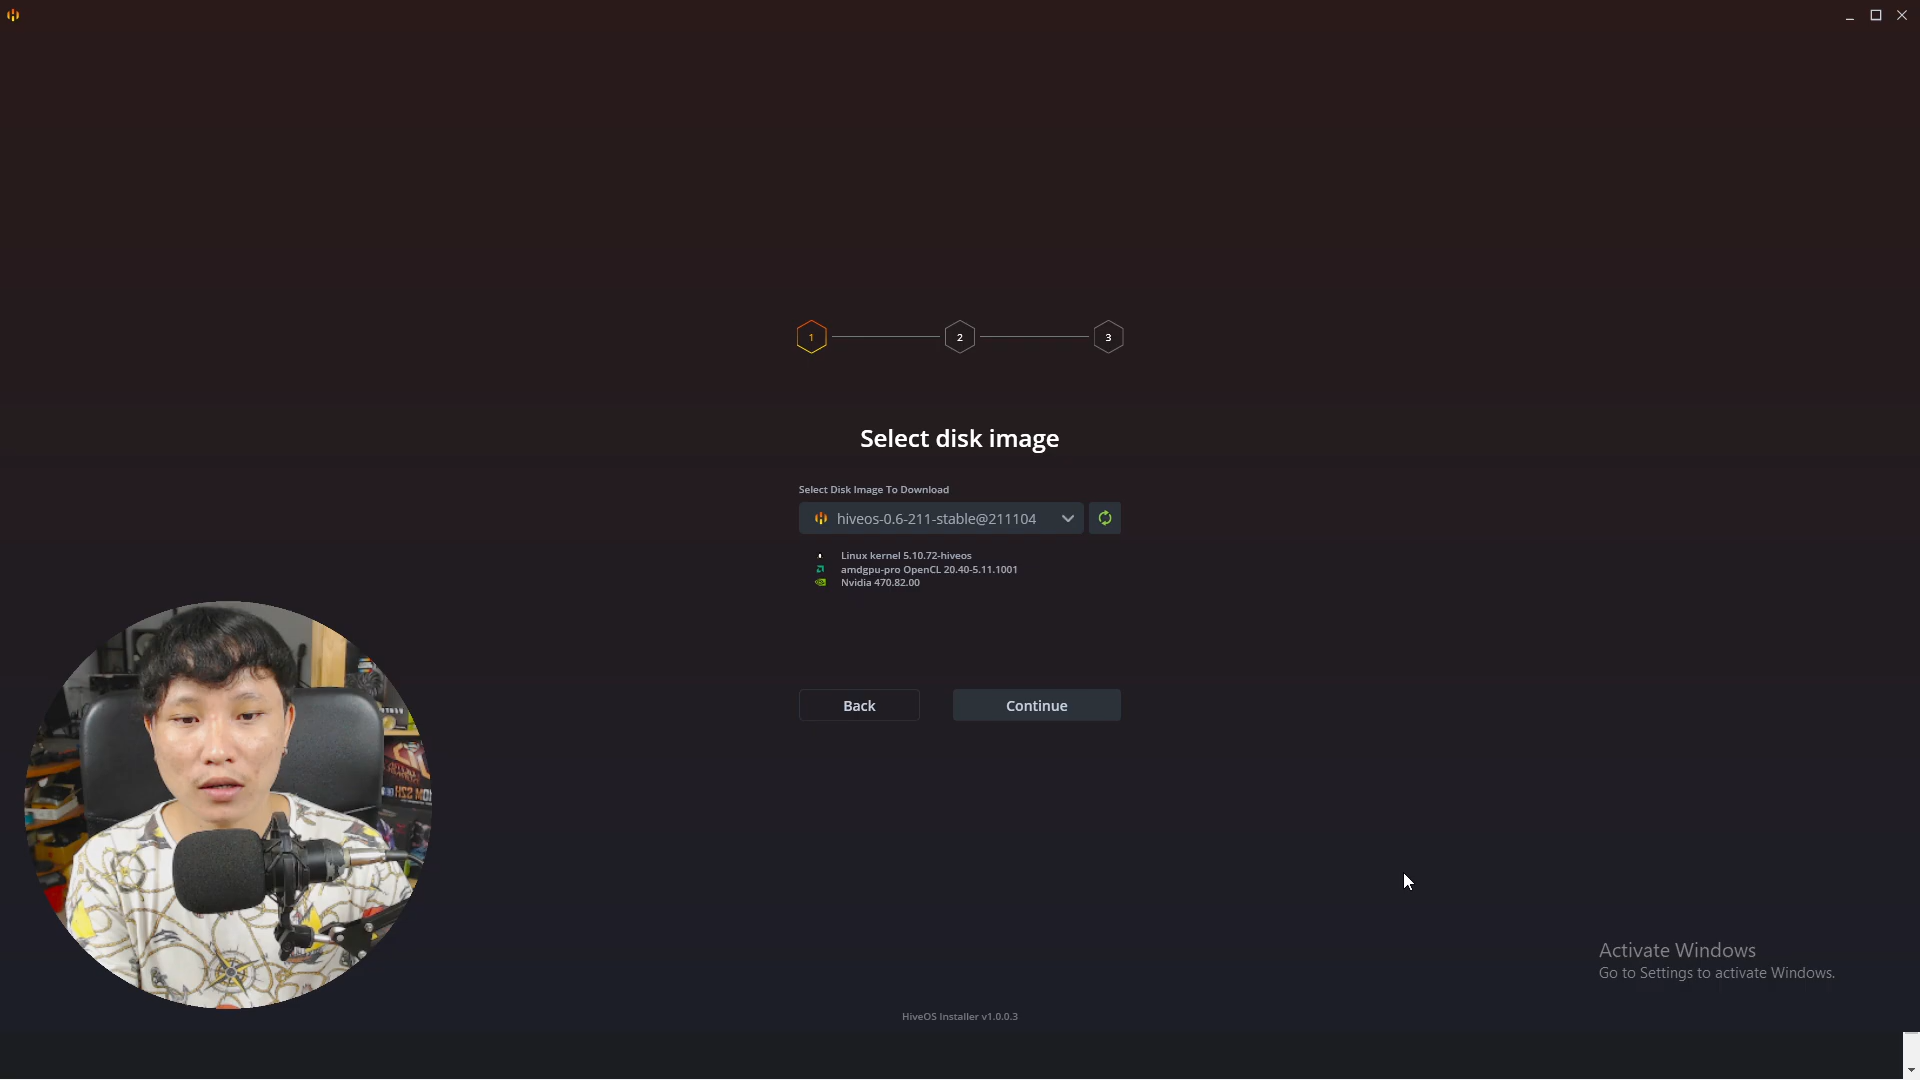 1
2
3
Select disk image
Select Disk Image To Download
hiveos-0.6-211-stable@211104
Linux kernel 5.10.72-hiveos
amdgpu-pro OpenCL 20.40-5.11.1001
Nvidia 470.82.00
Back
Continue
Activate Windows
Go to Settings to activate Windows.
HiveOS Installer v1.0.0.3